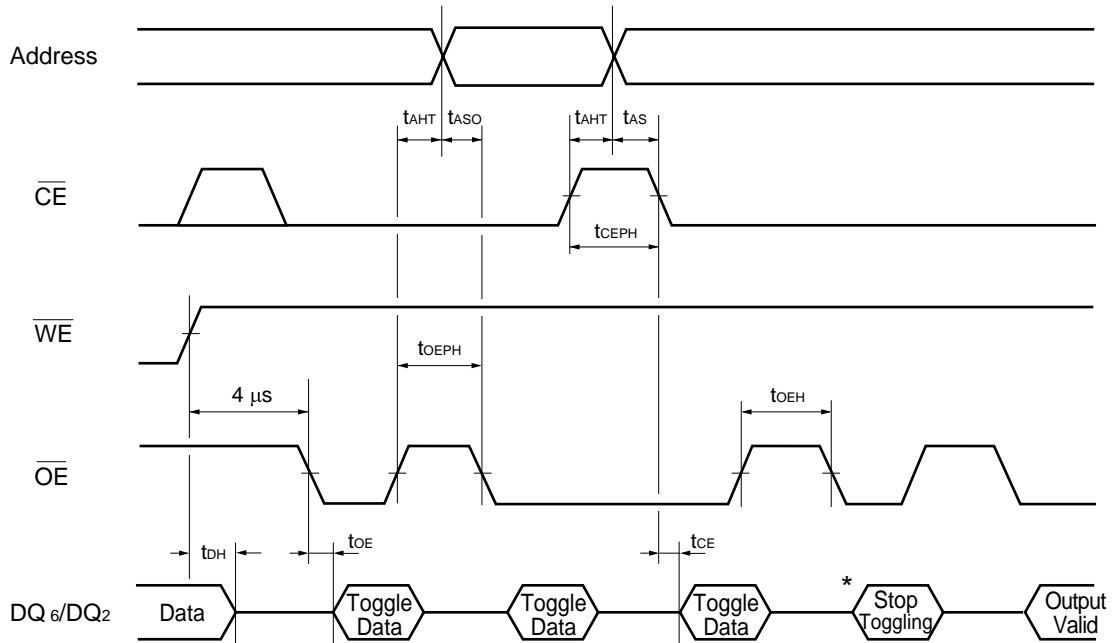 Address
tAHT tASO tAHT tAS
CE
tCEPH
WE
tOEPH
4 μs tOEH
OE
tDH tOE tCE
DQ6/DQ2 Data Toggle Data Toggle Data Toggle Data * Stop Toggling Output Valid